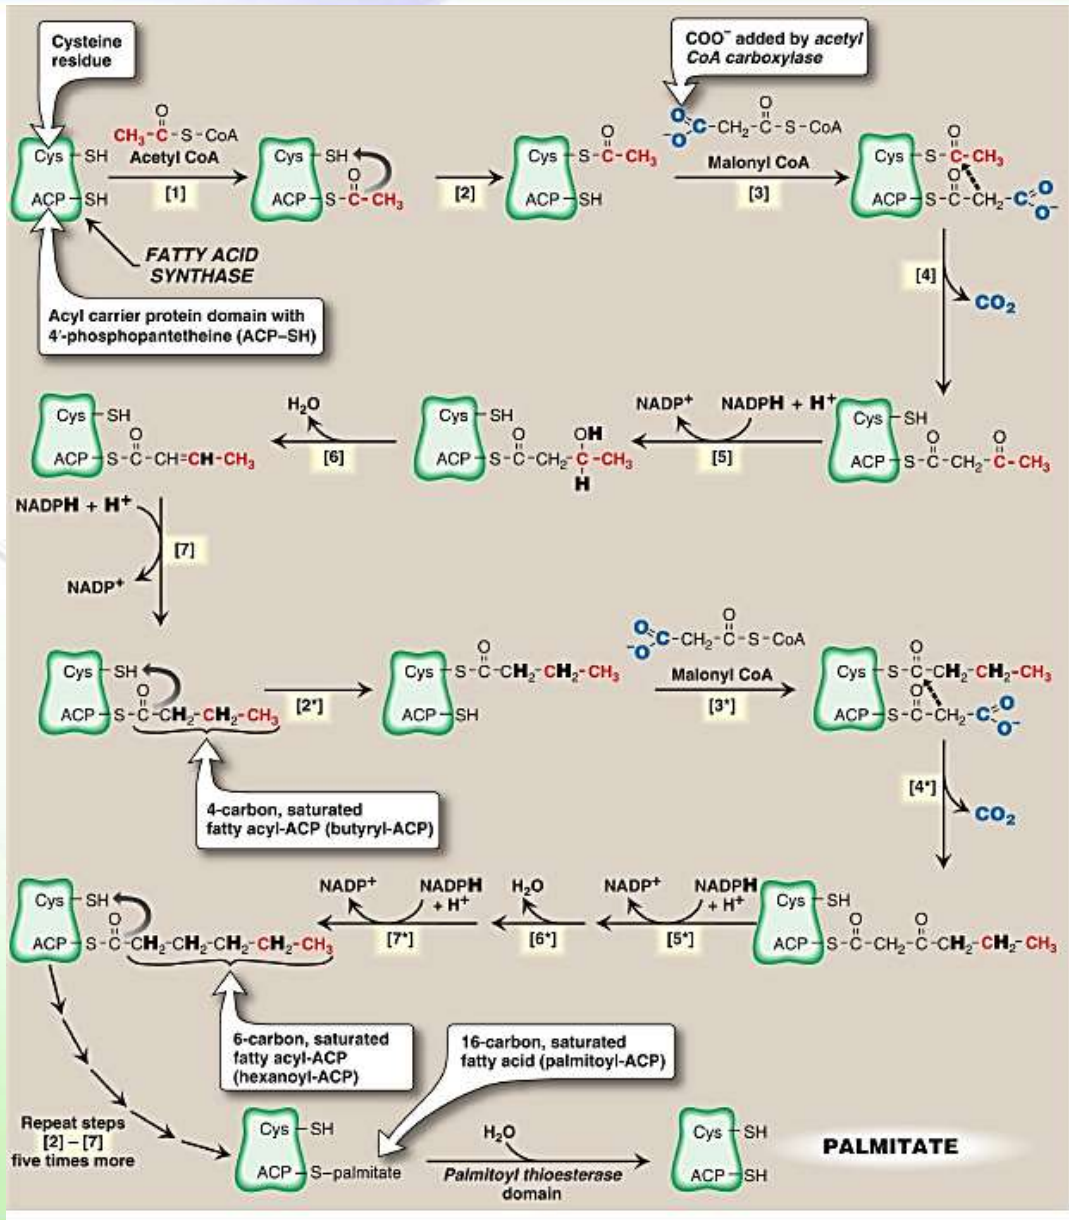 Cysteine
residue
COO⁻ added by acetyl
CoA carboxylase
O
CH₃-C-S-CoA
Acetyl CoA
[1]
Cys-SH
ACP-SH
FATTY ACID
SYNTHASE
Acyl carrier protein domain with
4′-phosphopantetheine (ACP–SH)
Cys-SH
O
ACP-S-C-CH₃
[2]
O
Cys-S-C-CH₃
ACP-SH
O O
⁻O C-CH₂-C-S-CoA
Malonyl CoA
[3]
O
Cys-S-C-CH₃
O O
ACP-S-C-CH₂-C O⁻
[4]
CO₂
Cys-SH
O O
ACP-S-C-CH₂-C-CH₃
NADP⁺ NADPH + H⁺
[5]
Cys-SH
O OH
ACP-S-C-CH₂-C-CH₃
H
H₂O
[6]
Cys-SH
O
ACP-S-C-CH=CH-CH₃
NADPH + H⁺
[7]
NADP⁺
Cys-SH
O
ACP-S-C-CH₂-CH₂-CH₃
4-carbon, saturated
fatty acyl-ACP (butyryl-ACP)
[2*]
O
Cys-S-C-CH₂-CH₂-CH₃
ACP-SH
O O
⁻O C-CH₂-C-S-CoA
Malonyl CoA
[3*]
O
Cys-S-C-CH₂-CH₂-CH₃
O O
ACP-S-C-CH₂-C O⁻
[4*]
CO₂
Cys-SH
O O
ACP-S-C-CH₂-C-CH₂-CH₂-CH₃
NADP⁺ NADPH
+ H⁺
[5*]
H₂O
[6*]
NADP⁺ NADPH
+ H⁺
[7*]
Cys-SH
O
ACP-S-C-CH₂-CH₂-CH₂-CH₂-CH₃
6-carbon, saturated
fatty acyl-ACP
(hexanoyl-ACP)
16-carbon, saturated
fatty acid (palmitoyl-ACP)
Repeat steps
[2] – [7]
five times more
Cys-SH
ACP-S-palmitate
H₂O
Palmitoyl thioesterase
domain
Cys-SH
ACP-SH
PALMITATE